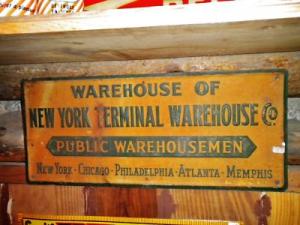 WAREHOUSE OF
NEW YORK TERMINAL WAREHOUSE Co
PUBLIC WAREHOUSEMEN
NEW YORK - CHICAGO - PHILADELPHIA - ATLANTA - MEMPHIS